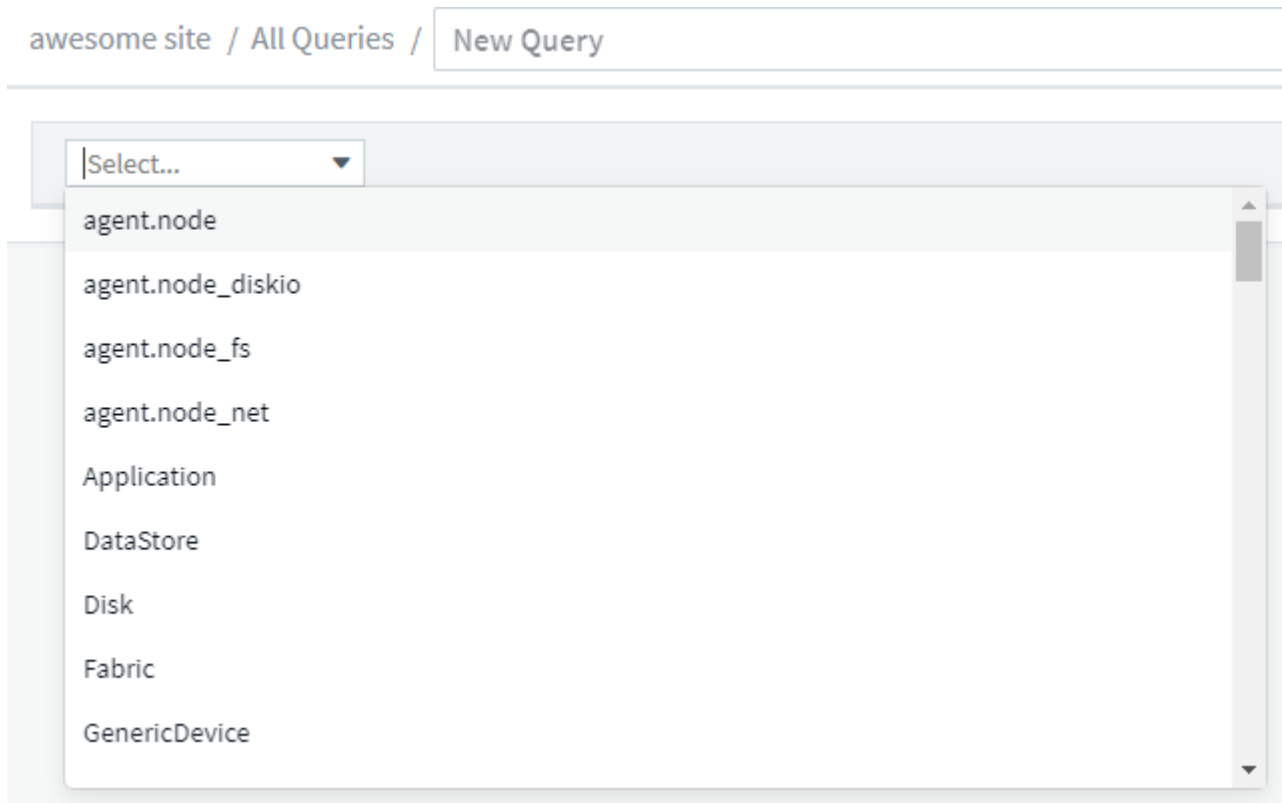 awesome site / All Queries / New Query
Select...
agent.node
agent.node_diskio
agent.node_fs
agent.node_net
Application
DataStore
Disk
Fabric
GenericDevice